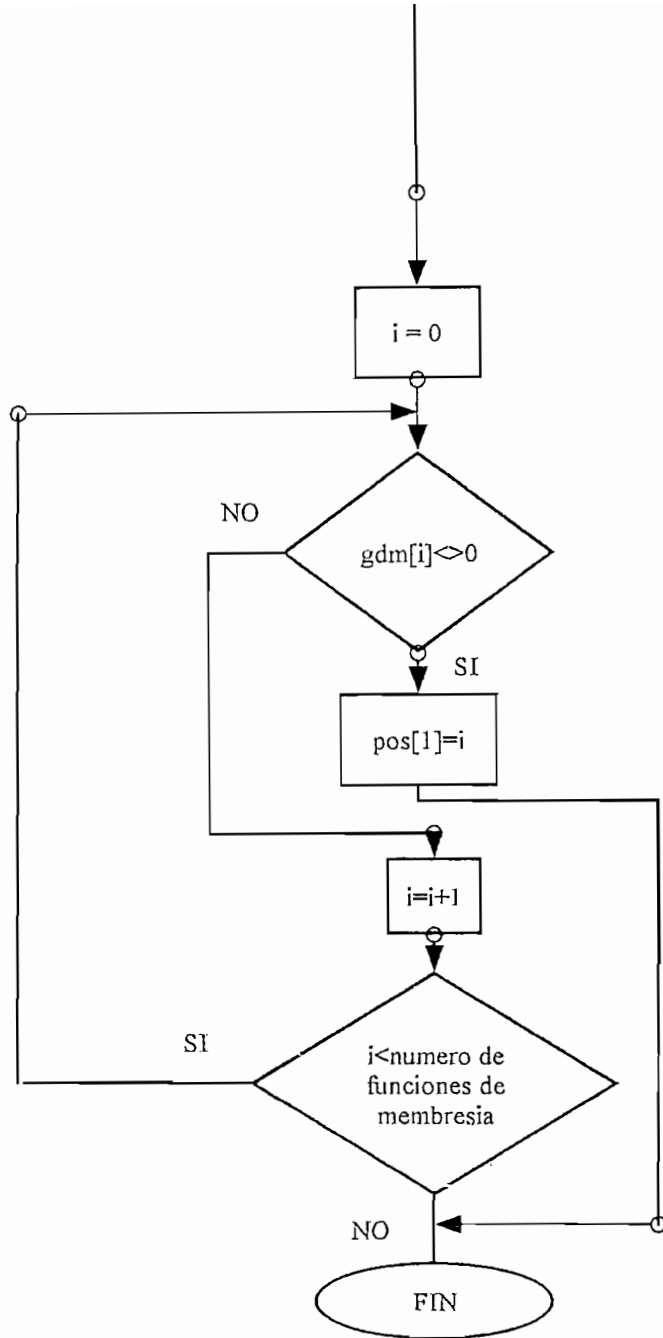 i = 0
NO
gdm[i]<>0
SI
pos[1]=i
i=i+1
SI
i<numero de
funciones de
membresia
NO
FIN